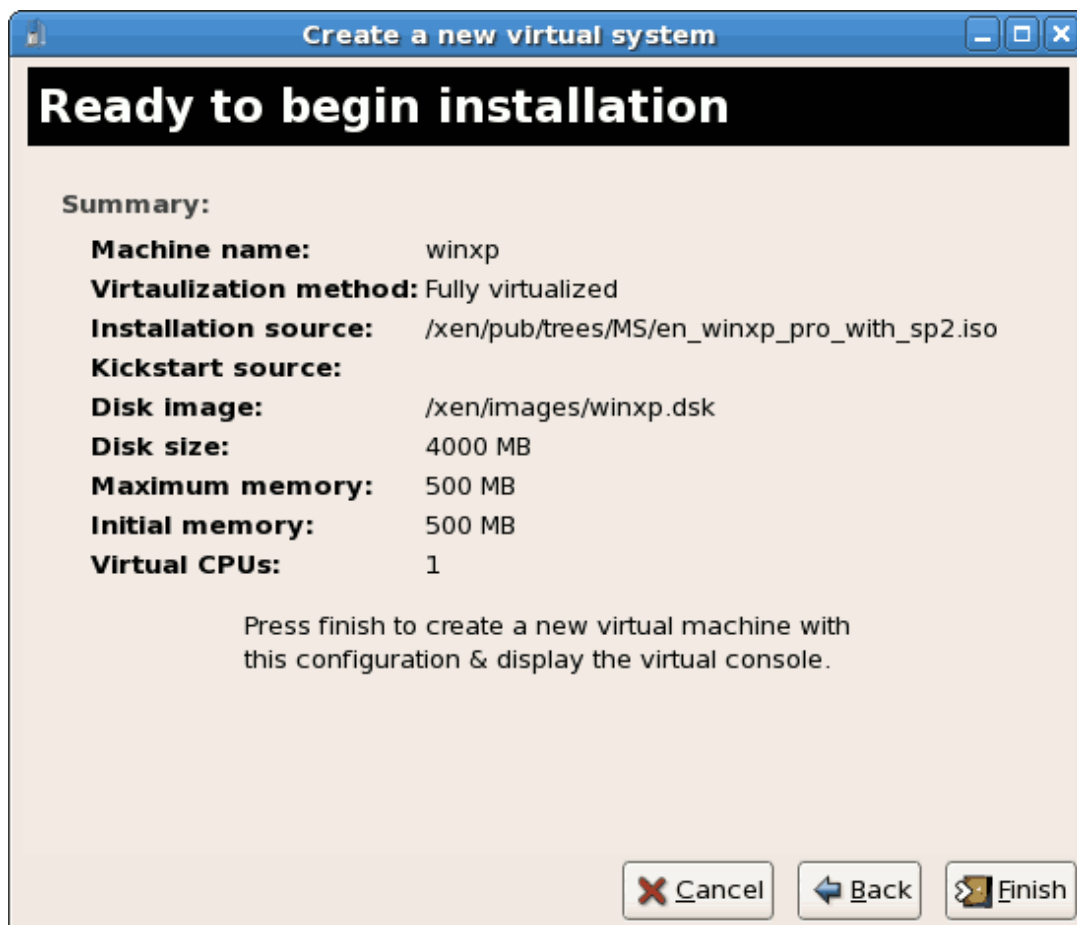 Create a new virtual system
Ready to begin installation
Summary:
Machine name: winxp
Virtaulization method: Fully virtualized
Installation source: /xen/pub/trees/MS/en_winxp_pro_with_sp2.iso
Kickstart source:
Disk image: /xen/images/winxp.dsk
Disk size: 4000 MB
Maximum memory: 500 MB
Initial memory: 500 MB
Virtual CPUs: 1
Press finish to create a new virtual machine with
this configuration & display the virtual console.
Cancel Back Finish